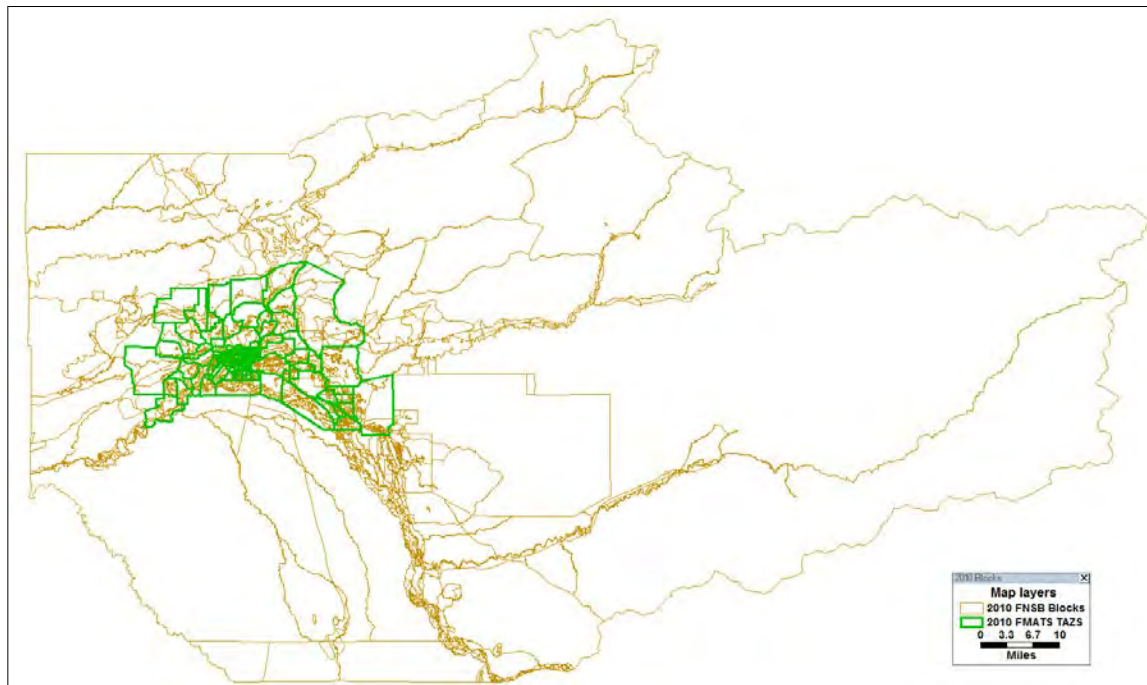 2010 Blocks
Map layers
2010 FNSB Blocks
2010 FMATS TAZS
0 3.3 6.7 10
Miles